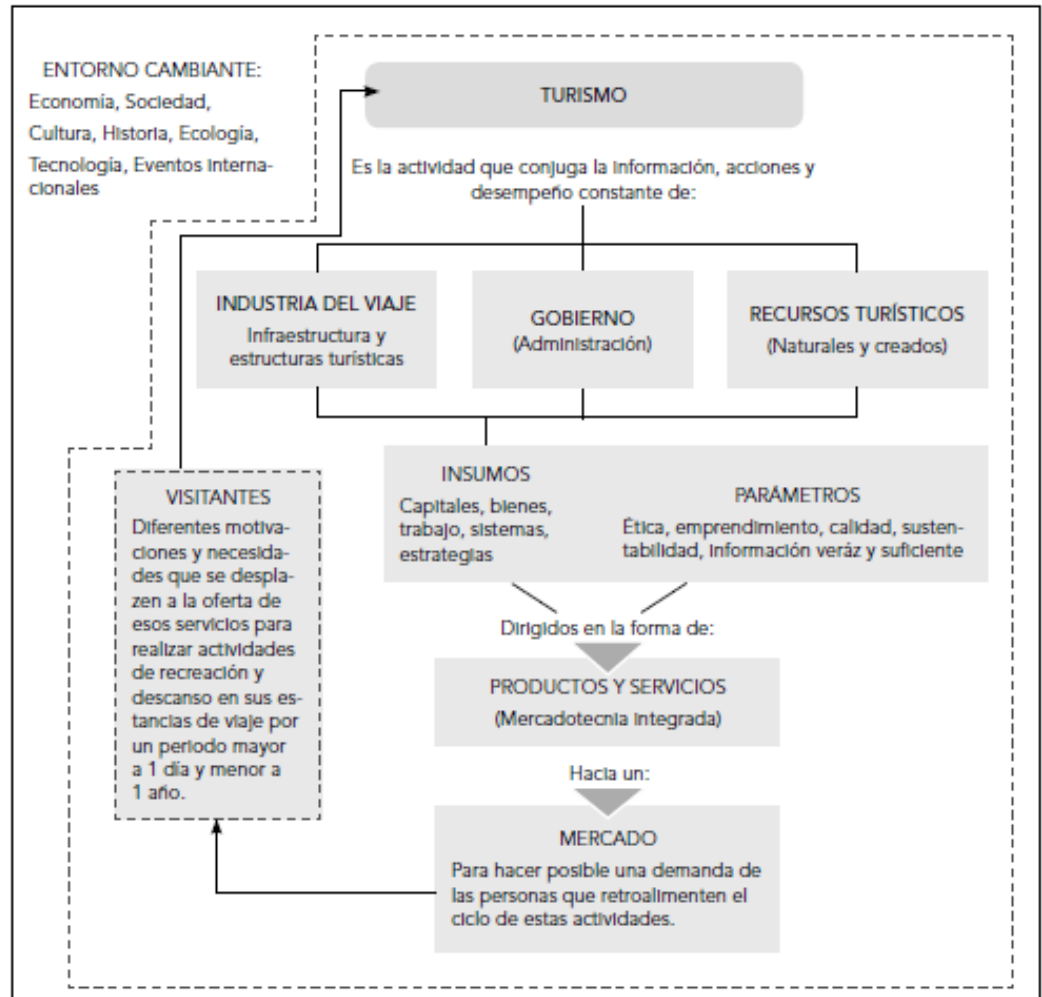 ENTORNO CAMBIANTE:
Economía, Sociedad,
Cultura, Historia, Ecología,
Tecnología, Eventos interna-
cionales
TURISMO
Es la actividad que conjuga la información, acciones y
desempeño constante de:
INDUSTRIA DEL VIAJE
Infraestructura y
estructuras turísticas
GOBIERNO
(Administración)
RECURSOS TURÍSTICOS
(Naturales y creados)
INSUMOS
Capitales, bienes,
trabajo, sistemas,
estrategias
PARÁMETROS
Ética, emprendimiento, calidad, susten-
tabilidad, información veráz y suficiente
VISITANTES
Diferentes motiva-
ciones y necesida-
des que se despla-
zen a la oferta de
esos servicios para
realizar actividades
de recreación y
descanso en sus es-
tancias de viaje por
un periodo mayor
a 1 día y menor a
1 año.
Dirigidos en la forma de:
PRODUCTOS Y SERVICIOS
(Mercadotecnia integrada)
Hacia un:
MERCADO
Para hacer posible una demanda de
las personas que retroalimenten el
ciclo de estas actividades.